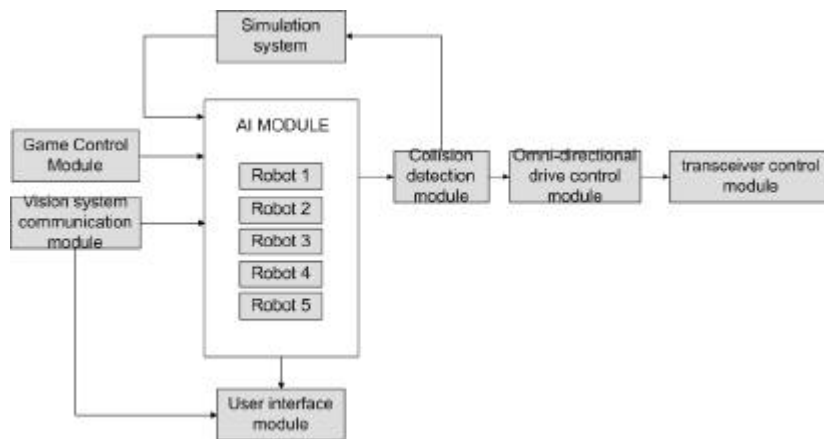 Simulation
system
AI MODULE
Game Control
Module
Vision system
communication
module
Robot 1
Robot 2
Robot 3
Robot 4
Robot 5
Collision
detection
module
Omni-directional
drive control
module
transceiver control
module
User interface
module